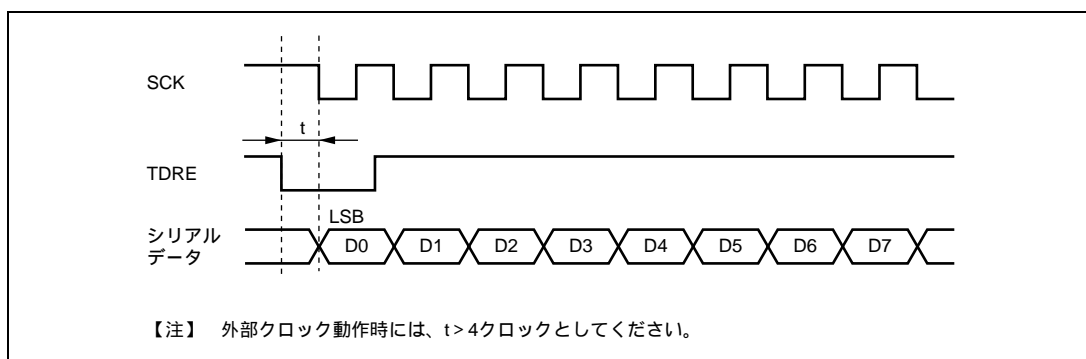 SCK
t
TDRE
LSB
シリアル
データ
D0 D1 D2 D3 D4 D5 D6 D7
【注】 外部クロック動作時には、t>4クロックとしてください。